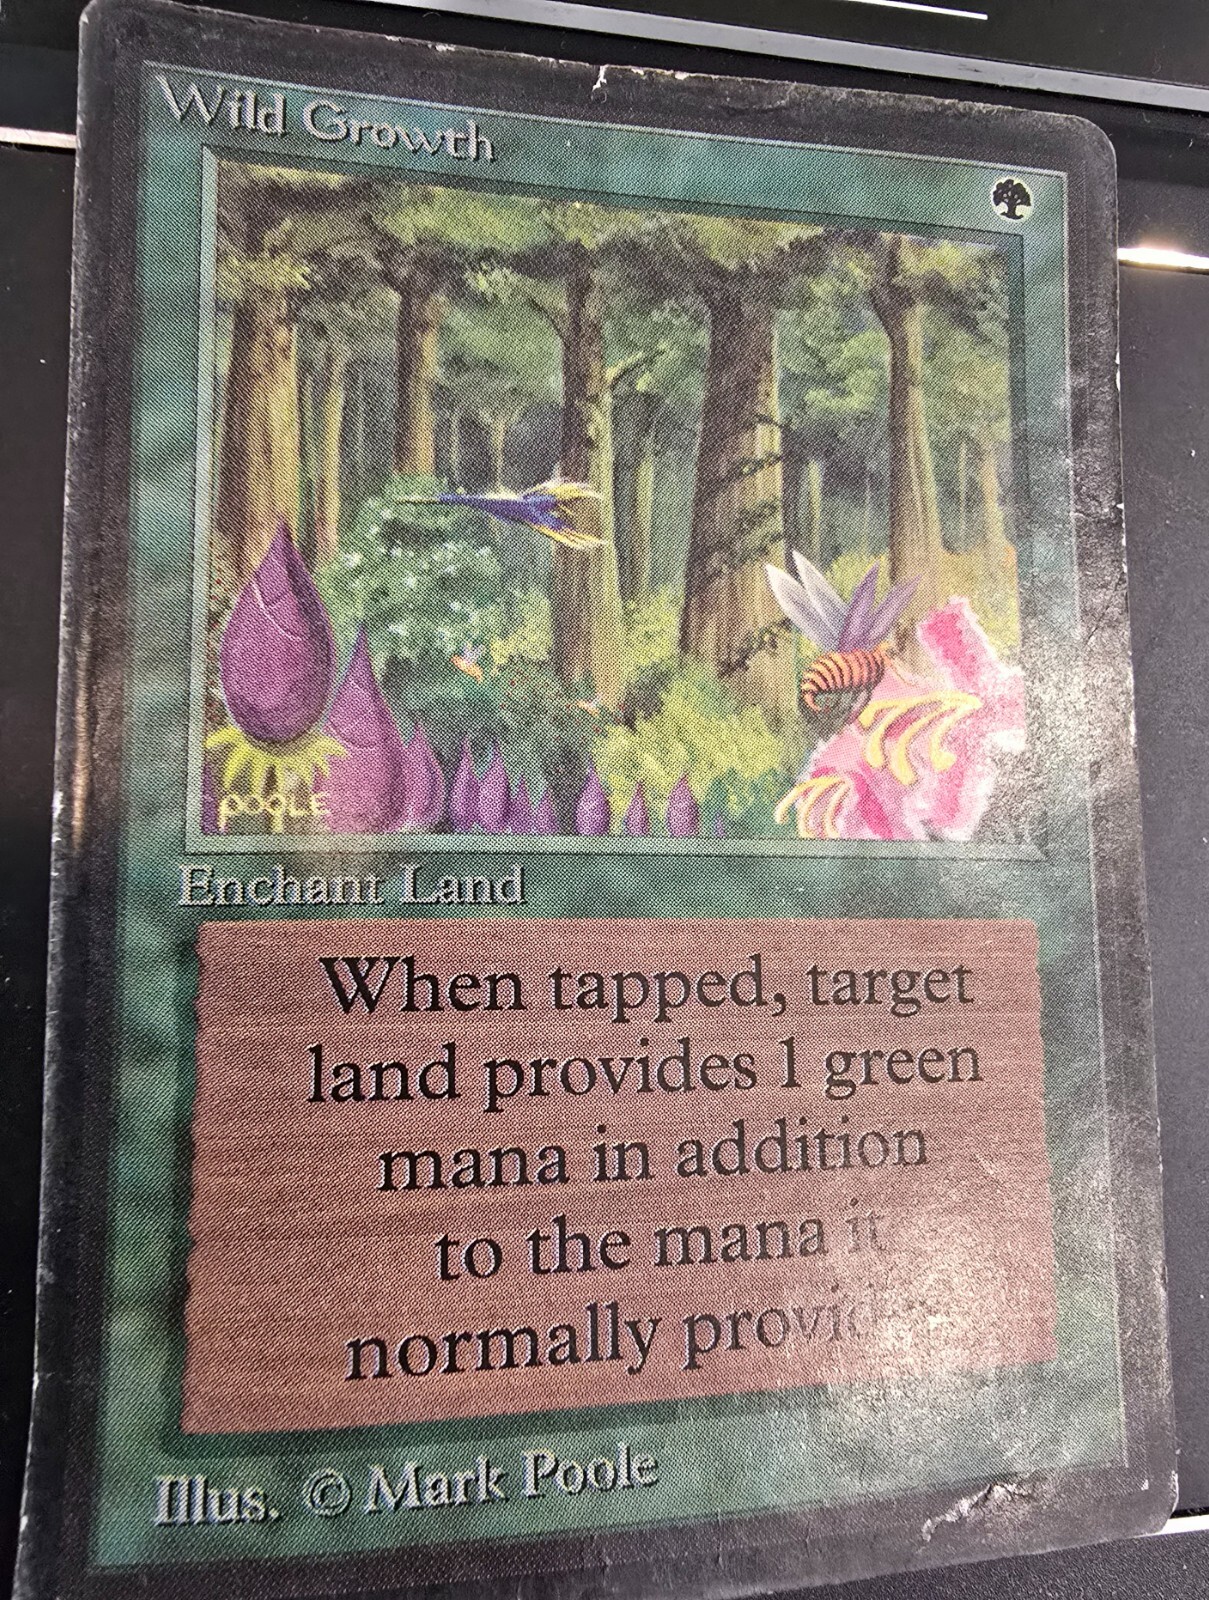 Wild Growth
POOLE
Enchant Land
When tapped, target
land provides 1 green
mana in addition
to the mana it
normally
Illus. © Mark Poole